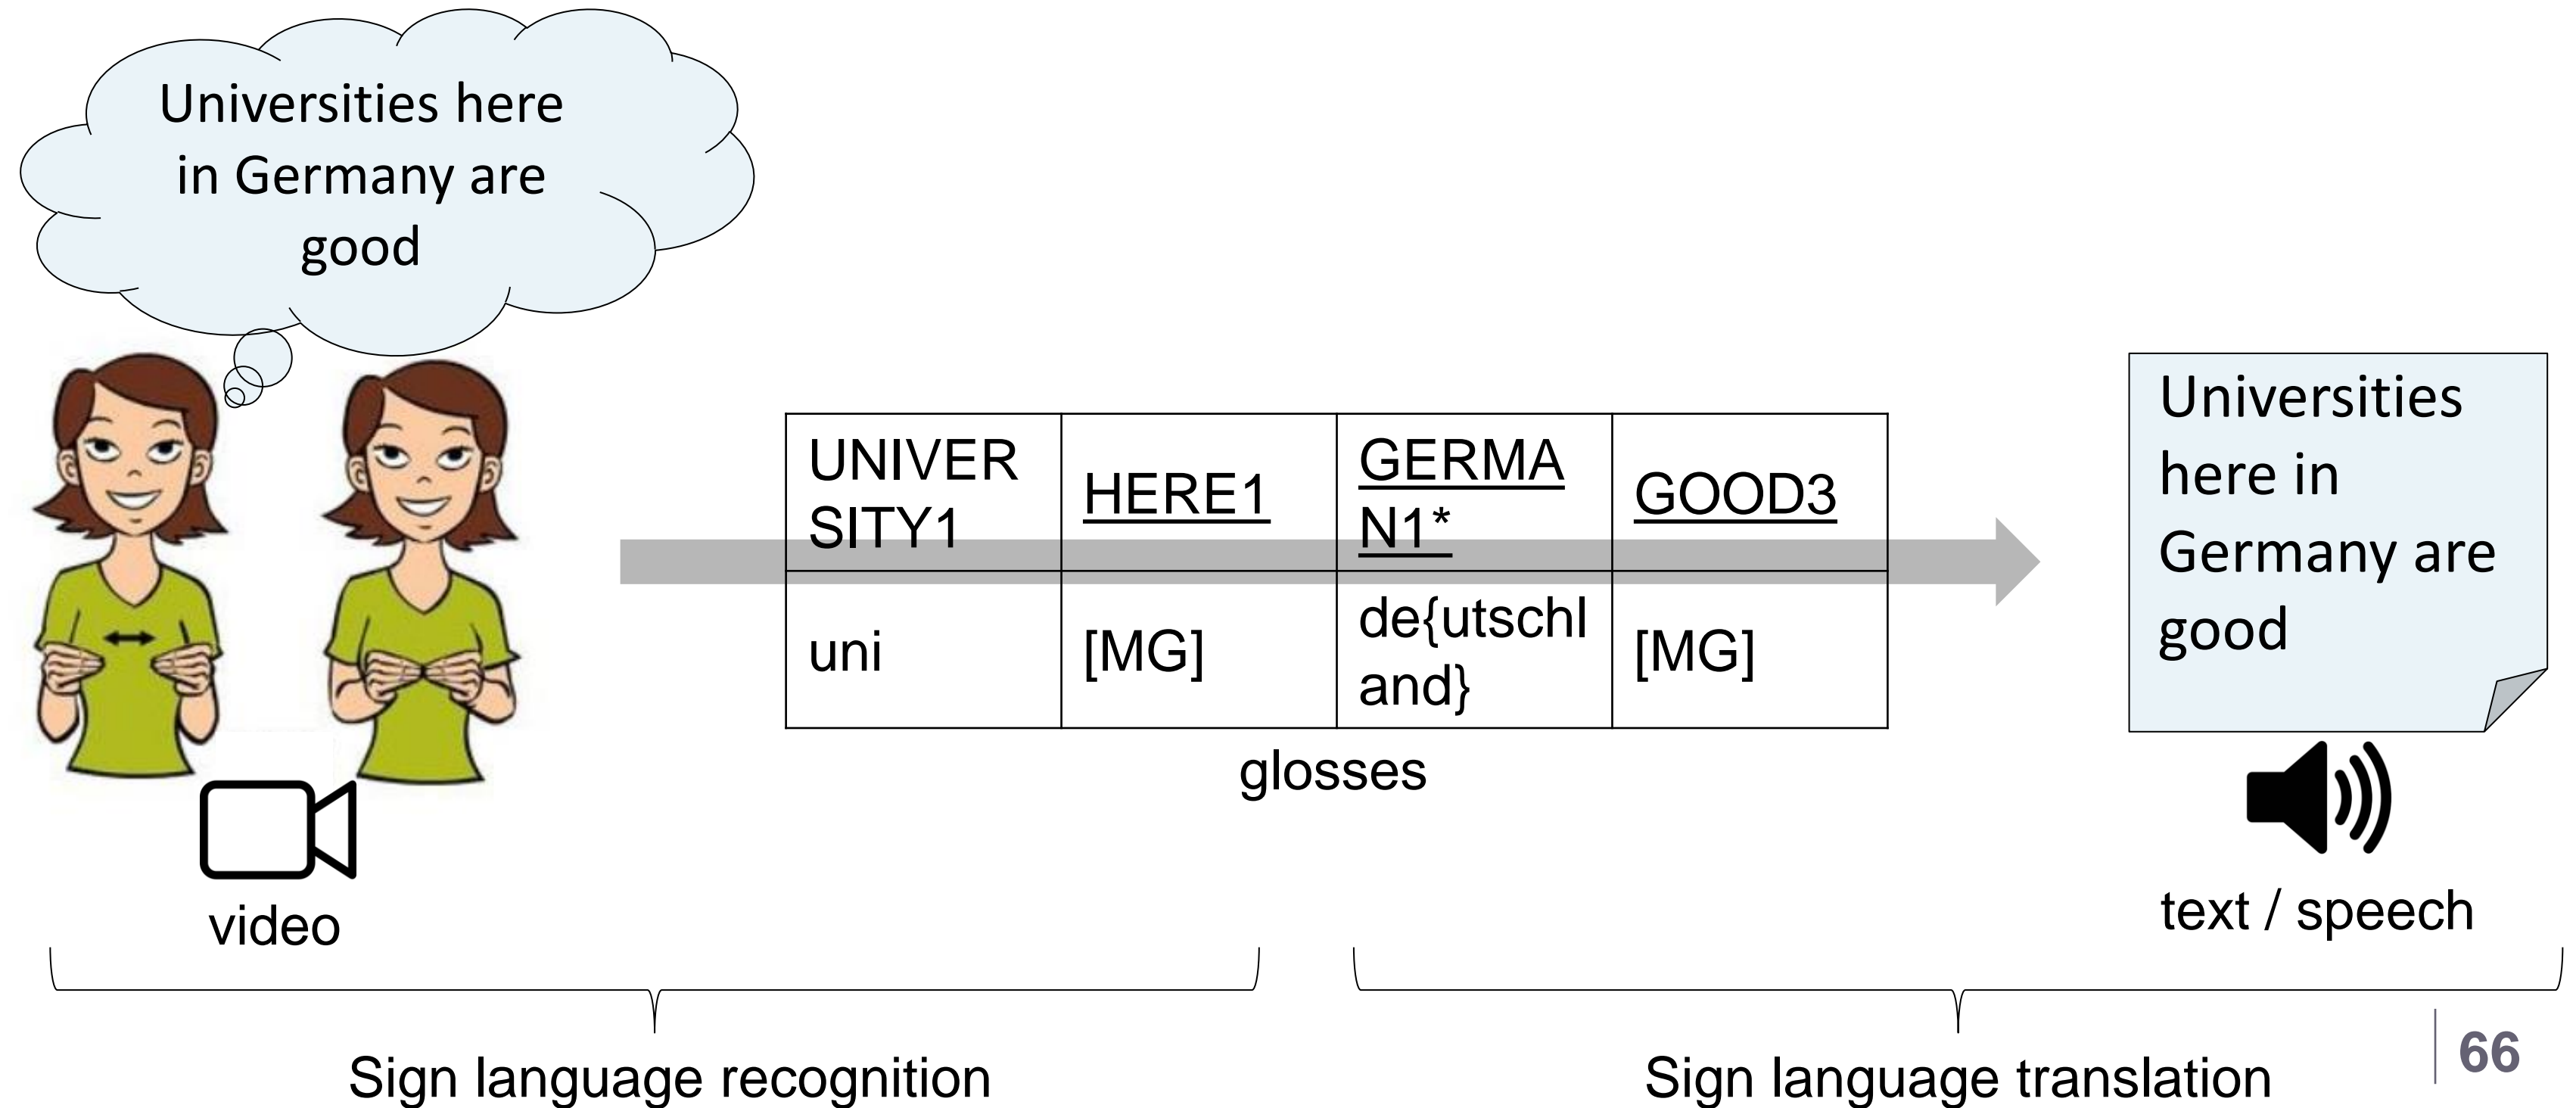 Universities here
in Germany are
good
UNIVER
SITY1
HERE1
GERMA
N1*
GOOD3
uni
[MG]
de{utschl
and}
[MG]
glosses
Universities
here in
Germany are
good
video
text / speech
Sign language recognition
Sign language translation
66